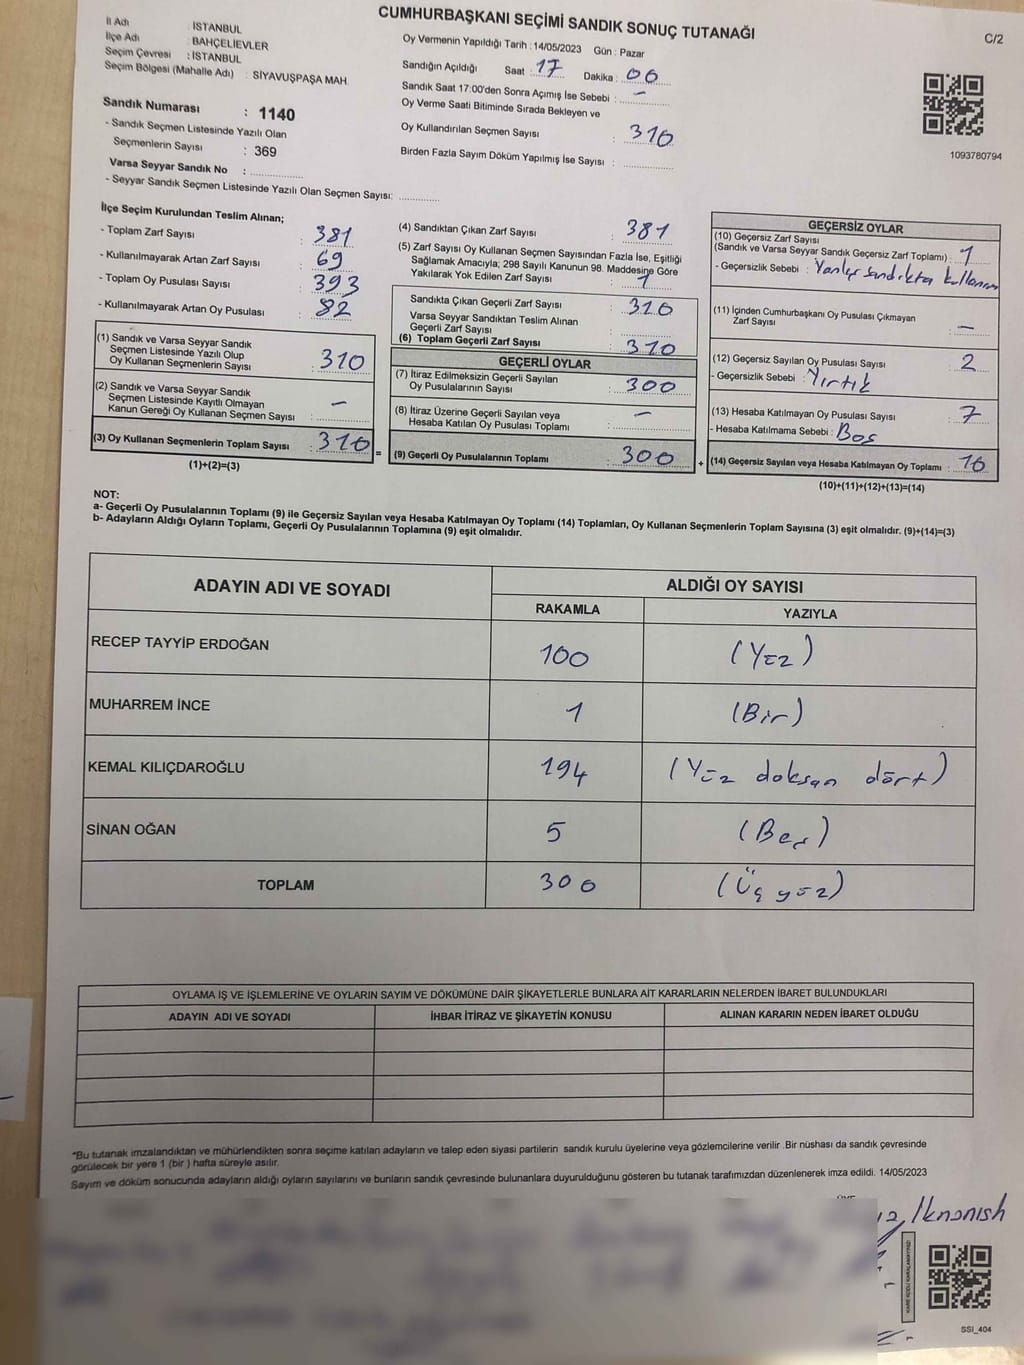 CUMHURBAŞKANI SEÇİMİ SANDIK SONUÇ TUTANAĞI
C/2
İl Adı : İSTANBUL
İlçe Adı : BAHÇELİEVLER
Seçim Çevresi : İSTANBUL
Seçim Bölgesi (Mahalle Adı) : SİYAVUŞPAŞA MAH.
Oy Vermenin Yapıldığı Tarih : 14/05/2023 Gün : Pazar
Sandığın Açıldığı Saat : 17 Dakika : 00
Sandık Saat 17:00'den Sonra Açımış İse Sebebi : -
Oy Verme Saati Bitiminde Sırada Bekleyen ve
Oy Kullandırılan Seçmen Sayısı : 310
Birden Fazla Sayım Döküm Yapılmış İse Sayısı :
1093780794
Sandık Numarası : 1140
- Sandık Seçmen Listesinde Yazılı Olan
Seçmenlerin Sayısı : 369
Varsa Seyyar Sandık No :
- Seyyar Sandık Seçmen Listesinde Yazılı Olan Seçmen Sayısı:
İlçe Seçim Kurulundan Teslim Alınan;
- Toplam Zarf Sayısı : 381
- Kullanılmayarak Artan Zarf Sayısı : 69
- Toplam Oy Pusulası Sayısı : 393
- Kullanılmayarak Artan Oy Pusulası : 82
(1) Sandık ve Varsa Seyyar Sandık
Seçmen Listesinde Yazılı Olup
Oy Kullanan Seçmenlerin Sayısı : 310
(2) Sandık ve Varsa Seyyar Sandık
Seçmen Listesinde Kayıtlı Olmayan
Kanun Gereği Oy Kullanan Seçmen Sayısı : -
(3) Oy Kullanan Seçmenlerin Toplam Sayısı : 310
(1)+(2)=(3)
=
(4) Sandıktan Çıkan Zarf Sayısı : 381
(5) Zarf Sayısı Oy Kullanan Seçmen Sayısından Fazla İse, Eşitliği
Sağlamak Amacıyla; 298 Sayılı Kanunun 98. Maddesine Göre
Yakılarak Yok Edilen Zarf Sayısı : 1
Sandıkta Çıkan Geçerli Zarf Sayısı : 310
Varsa Seyyar Sandıktan Teslim Alınan
Geçerli Zarf Sayısı :
(6) Toplam Geçerli Zarf Sayısı : 310
GEÇERLİ OYLAR
(7) İtiraz Edilmeksizin Geçerli Sayılan
Oy Pusulalarının Sayısı : 300
(8) İtiraz Üzerine Geçerli Sayılan veya
Hesaba Katılan Oy Pusulası Toplamı : -
(9) Geçerli Oy Pusulalarının Toplamı : 300
+
GEÇERSİZ OYLAR
(10) Geçersiz Zarf Sayısı
(Sandık ve Varsa Seyyar Sandık Geçersiz Zarf Toplamı) : 1
- Geçersizlik Sebebi : Yanlış sandıkta kullanım
(11) İçinden Cumhurbaşkanı Oy Pusulası Çıkmayan
Zarf Sayısı : -
(12) Geçersiz Sayılan Oy Pusulası Sayısı : 2
- Geçersizlik Sebebi : Yırtık
(13) Hesaba Katılmayan Oy Pusulası Sayısı : 7
- Hesaba Katılmama Sebebi : Boş
(14) Geçersiz Sayılan veya Hesaba Katılmayan Oy Toplamı : 10
(10)+(11)+(12)+(13)=(14)
NOT:
a- Geçerli Oy Pusulalarının Toplamı (9) ile Geçersiz Sayılan veya Hesaba Katılmayan Oy Toplamı (14) Toplamları, Oy Kullanan Seçmenlerin Toplam Sayısına (3) eşit olmalıdır. (9)+(14)=(3)
b- Adayların Aldığı Oyların Toplamı, Geçerli Oy Pusulalarının Toplamına (9) eşit olmalıdır.
ADAYIN ADI VE SOYADI
ALDIĞI OY SAYISI
RAKAMLA YAZIYLA
RECEP TAYYİP ERDOĞAN 100 (Yüz)
MUHARREM İNCE 1 (Bir)
KEMAL KILIÇDAROĞLU 194 (Yüz doksan dört)
SİNAN OĞAN 5 (Beş)
TOPLAM 300 (Üç yüz)
OYLAMA İŞ VE İŞLEMLERİNE VE OYLARIN SAYIM VE DÖKÜMÜNE DAİR ŞİKAYETLERLE BUNLARA AİT KARARLARIN NELERDEN İBARET BULUNDUKLARI
ADAYIN ADI VE SOYADI İHBAR İTİRAZ VE ŞİKAYETİN KONUSU ALINAN KARARIN NEDEN İBARET OLDUĞU
*Bu tutanak imzalandıktan ve mühürlendikten sonra seçime katılan adayların ve talep eden siyasi partilerin sandık kurulu üyelerine veya gözlemcilerine verilir .Bir nüshası da sandık çevresinde
görülecek bir yere 1 (bir ) hafta süreyle asılır.
Sayım ve döküm sonucunda adayların aldığı oyların sayılarını ve bunların sandık çevresinde bulunanlara duyurulduğunu gösteren bu tutanak tarafımızdan düzenlenerek imza edildi. 14/05/2023
KARE KODU KARALAMAYINIZ!
SSI_404